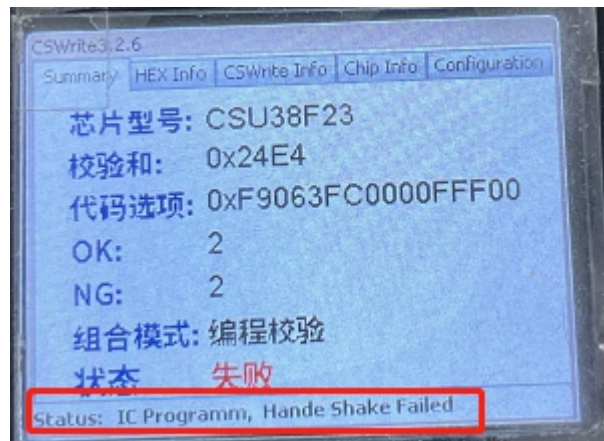 CSWrite3.2.6
Summary HEX Info CSWrite Info Chip Info Configuration
芯片型号: CSU38F23
校验和: 0x24E4
代码选项: 0xF9063FC0000FFF00
OK: 2
NG: 2
组合模式: 编程校验
状态 失败
Status: IC Programm, Hande Shake Failed